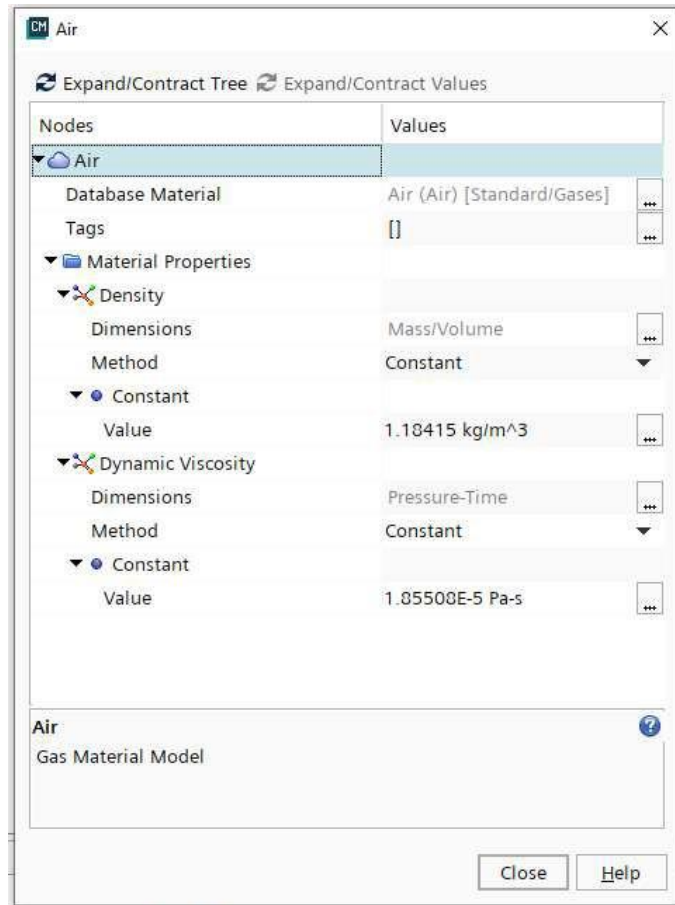 CM Air
Expand/Contract Tree Expand/Contract Values
Nodes Values
Air
Database Material Air (Air) [Standard/Gases] ...
Tags [] ...
Material Properties
Density
Dimensions Mass/Volume ...
Method Constant
Constant
Value 1.18415 kg/m^3 ...
Dynamic Viscosity
Dimensions Pressure-Time ...
Method Constant
Constant
Value 1.85508E-5 Pa-s ...
Air ?
Gas Material Model
Close Help